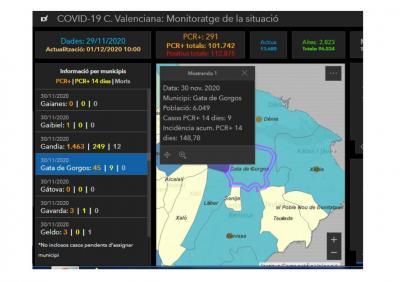 COVID-19 C. Valenciana: Monitoratge de la situació
Dades: 29/11/2020
Actualització: 01/12/2020 10:00
PCR+: 291
PCR+ totals: 101.742
Positius totals: 112.875
Actius
13.680
Altes: 2.823
Totals: 96.034
Informació per municipis
PCR+ | PCR+ 14 dies | Morts
30/11/2020
Gaianes: 0 | 0 | 0
30/11/2020
Gaibiel: 1 | 0 | 0
30/11/2020
Gandia: 1.463 | 249 | 12
30/11/2020
Gata de Gorgos: 45 | 9 | 0
30/11/2020
Gátova: 0 | 0 | 0
30/11/2020
Gavarda: 3 | 1 | 0
30/11/2020
Geldo: 3 | 0 | 1
*No inclosos casos pendents d'assigner
municipi
Mostrando 1
Data: 30 nov. 2020
Municipi: Gata de Gorgos
Població: 6.049
Casos PCR+ 14 dies: 9
Incidència acum. PCR+ 14
dies: 148,78
Dénia
Xàbia
Gata de Gorgos
Alcalalí
Llíber
Xaló
Senija
el Poble Nou de Benitatxell
Benissa
Teulada